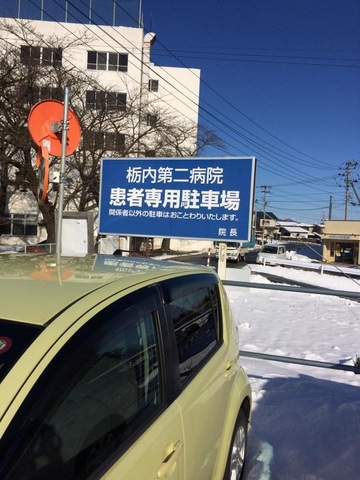 栃内第二病院
患者専用駐車場
関係者以外の駐車はおことわりいたします。
院長